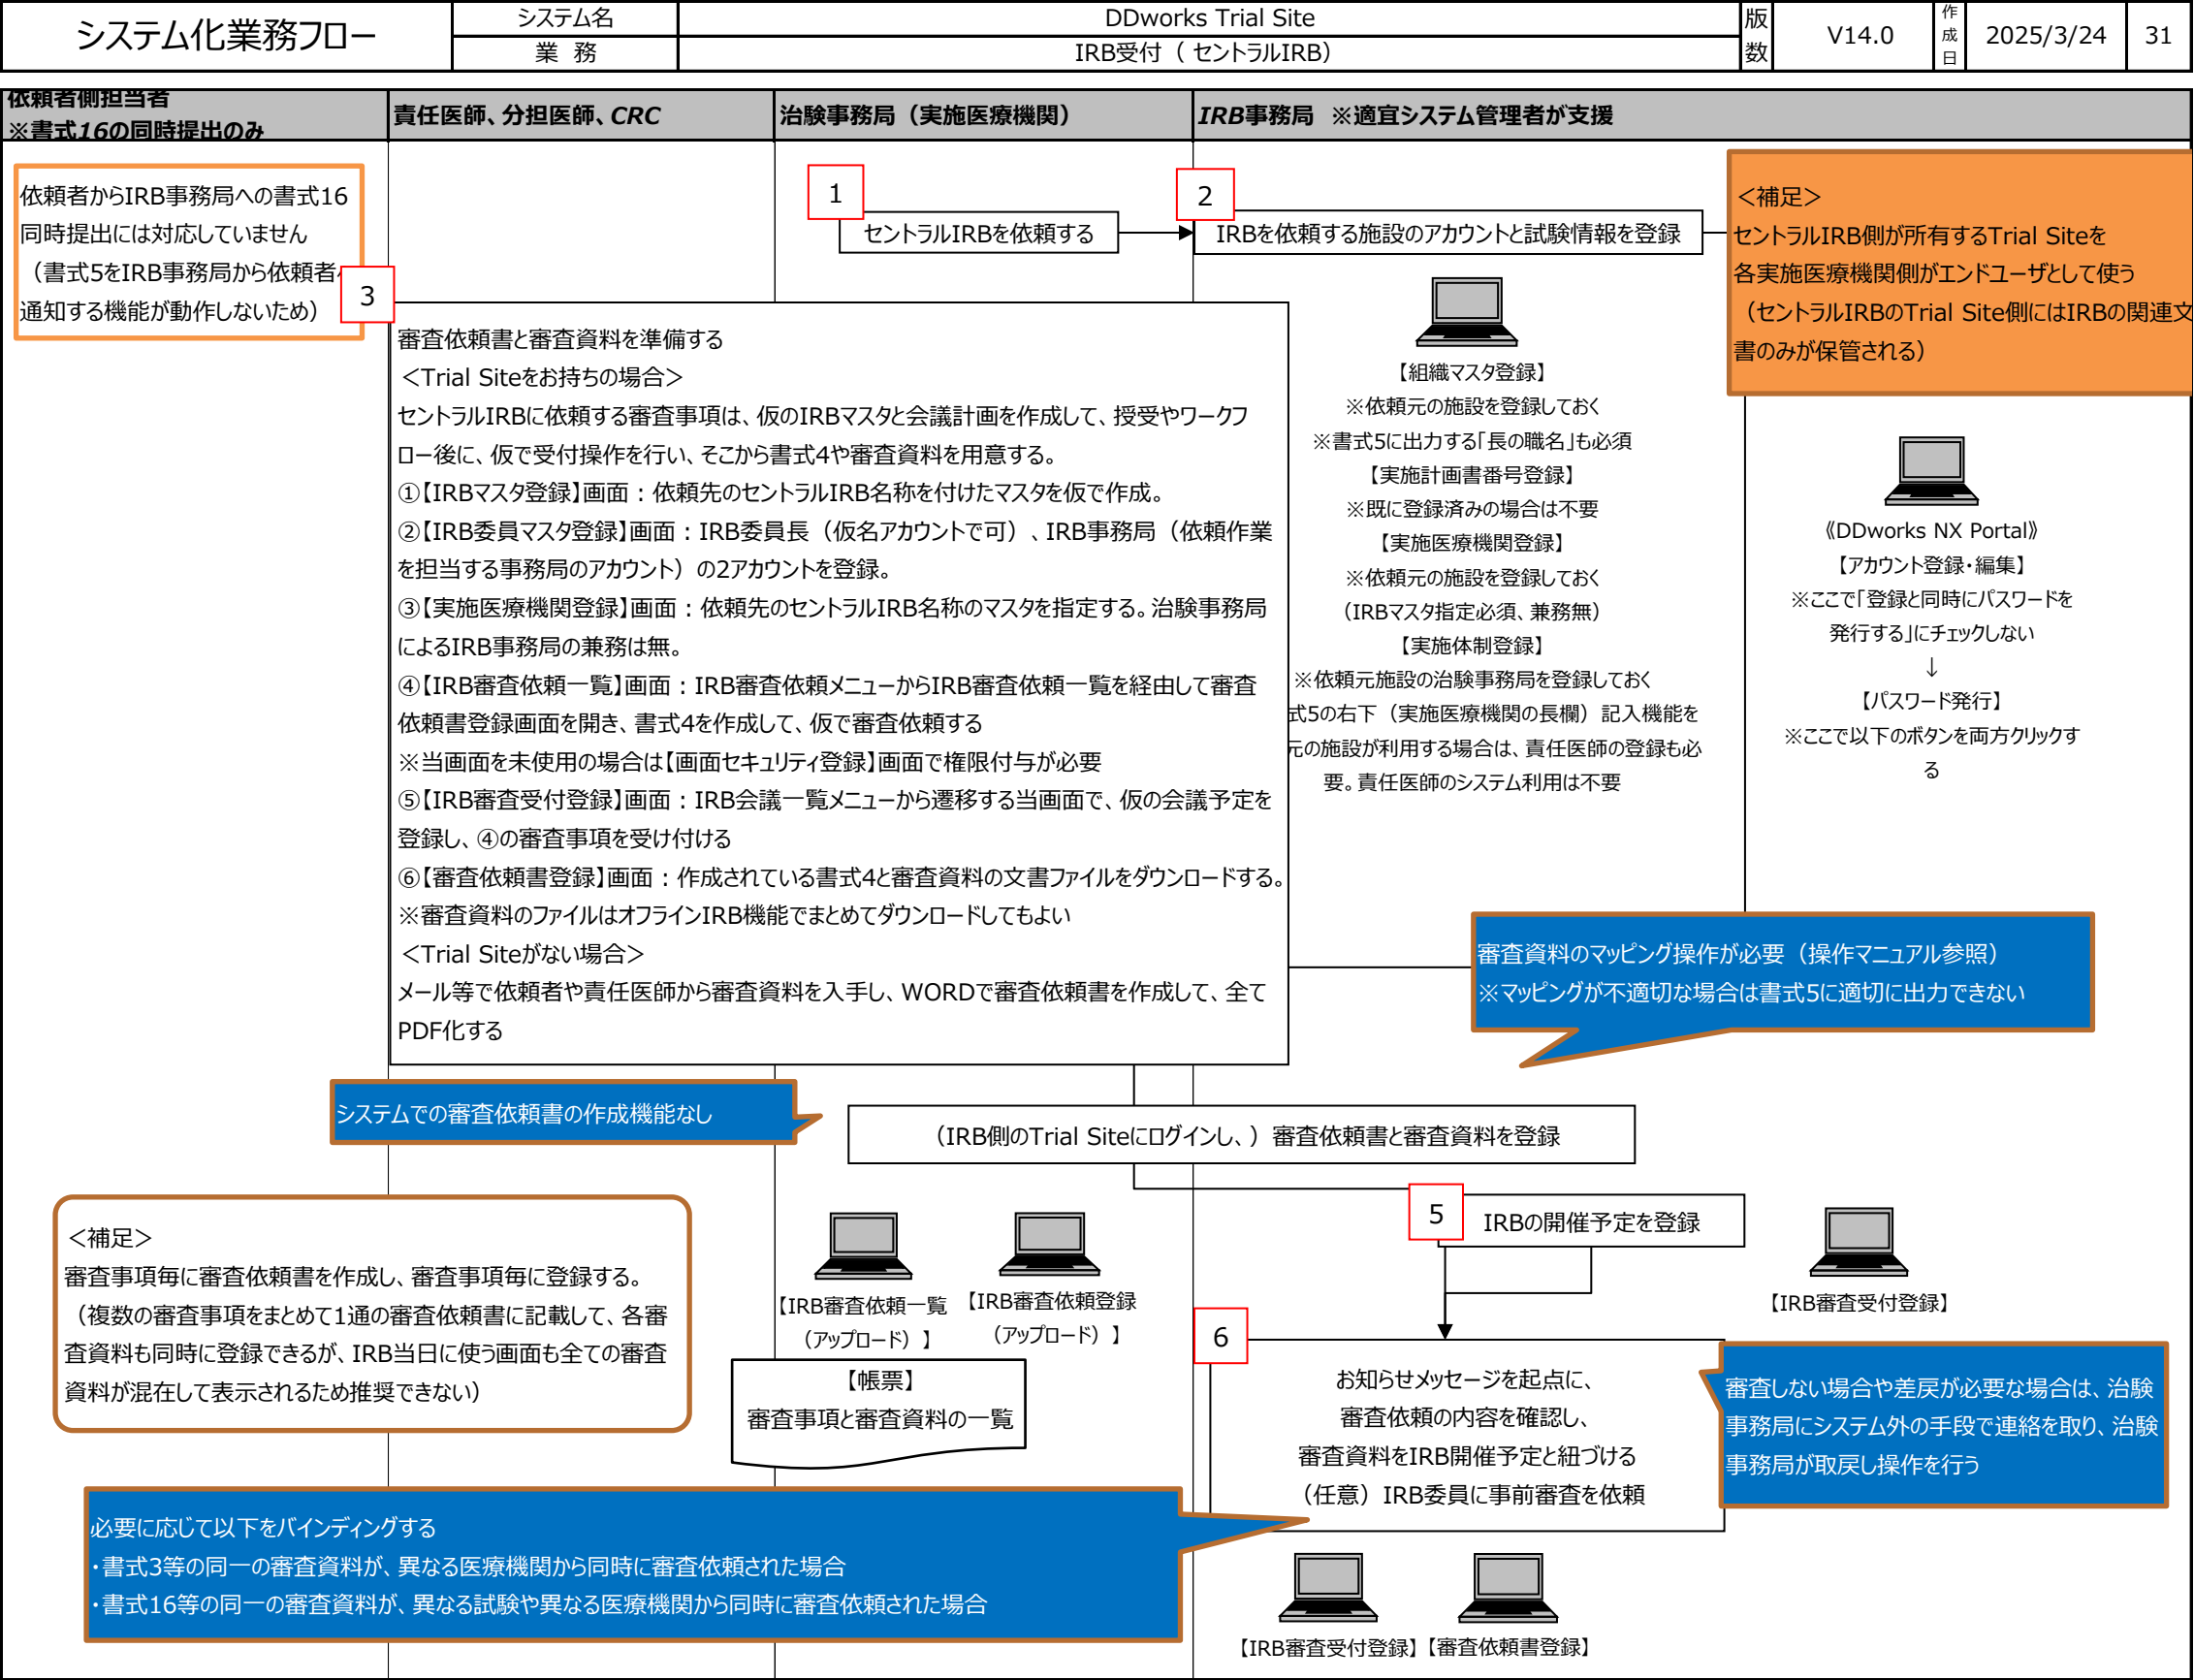 システム化業務フロー
システム名
DDworks Trial Site
業 務
IRB受付（ セントラルIRB）
版数
V14.0
作成日
2025/3/24
31
依頼者側担当者
※書式16の同時提出のみ
責任医師、分担医師、CRC
治験事務局（実施医療機関）
IRB事務局 ※適宜システム管理者が支援
依頼者からIRB事務局への書式16
同時提出には対応していません
（書式5をIRB事務局から依頼者へ
通知する機能が動作しないため）
1
セントラルIRBを依頼する
2
IRBを依頼する施設のアカウントと試験情報を登録
＜補足＞
セントラルIRB側が所有するTrial Siteを
各実施医療機関側がエンドユーザとして使う
（セントラルIRBのTrial Site側にはIRBの関連文
書のみが保管される）
3
審査依頼書と審査資料を準備する
＜Trial Siteをお持ちの場合＞
セントラルIRBに依頼する審査事項は、仮のIRBマスタと会議計画を作成して、授受やワークフ
ロー後に、仮で受付操作を行い、そこから書式4や審査資料を用意する。
①【IRBマスタ登録】画面：依頼先のセントラルIRB名称を付けたマスタを仮で作成。
②【IRB委員マスタ登録】画面：IRB委員長（仮名アカウントで可）、IRB事務局（依頼作業
を担当する事務局のアカウント）の2アカウントを登録。
③【実施医療機関登録】画面：依頼先のセントラルIRB名称のマスタを指定する。治験事務局
によるIRB事務局の兼務は無。
④【IRB審査依頼一覧】画面：IRB審査依頼メニューからIRB審査依頼一覧を経由して審査
依頼書登録画面を開き、書式4を作成して、仮で審査依頼する
※当画面を未使用の場合は【画面セキュリティ登録】画面で権限付与が必要
⑤【IRB審査受付登録】画面：IRB会議一覧メニューから遷移する当画面で、仮の会議予定を
登録し、④の審査事項を受け付ける
⑥【審査依頼書登録】画面：作成されている書式4と審査資料の文書ファイルをダウンロードする。
※審査資料のファイルはオフラインIRB機能でまとめてダウンロードしてもよい
＜Trial Siteがない場合＞
メール等で依頼者や責任医師から審査資料を入手し、WORDで審査依頼書を作成して、全て
PDF化する
【組織マスタ登録】
※依頼元の施設を登録しておく
※書式5に出力する「長の職名」も必須
【実施計画書番号登録】
※既に登録済みの場合は不要
【実施医療機関登録】
※依頼元の施設を登録しておく
（IRBマスタ指定必須、兼務無）
【実施体制登録】
※依頼元施設の治験事務局を登録しておく
式5の右下（実施医療機関の長欄）記入機能を
元の施設が利用する場合は、責任医師の登録も必
要。責任医師のシステム利用は不要
《DDworks NX Portal》
【アカウント登録・編集】
※ここで「登録と同時にパスワードを
発行する」にチェックしない
↓
【パスワード発行】
※ここで以下のボタンを両方クリックす
る
審査資料のマッピング操作が必要（操作マニュアル参照）
※マッピングが不適切な場合は書式5に適切に出力できない
システムでの審査依頼書の作成機能なし
（IRB側のTrial Siteにログインし、）審査依頼書と審査資料を登録
＜補足＞
審査事項毎に審査依頼書を作成し、審査事項毎に登録する。
（複数の審査事項をまとめて1通の審査依頼書に記載して、各審
査資料も同時に登録できるが、IRB当日に使う画面も全ての審査
資料が混在して表示されるため推奨できない）
【IRB審査依頼一覧
（アップロード）】
【IRB審査依頼登録
（アップロード）】
【帳票】
審査事項と審査資料の一覧
5
IRBの開催予定を登録
【IRB審査受付登録】
6
お知らせメッセージを起点に、
審査依頼の内容を確認し、
審査資料をIRB開催予定と紐づける
（任意）IRB委員に事前審査を依頼
審査しない場合や差戻が必要な場合は、治験
事務局にシステム外の手段で連絡を取り、治験
事務局が取戻し操作を行う
必要に応じて以下をバインディングする
・書式3等の同一の審査資料が、異なる医療機関から同時に審査依頼された場合
・書式16等の同一の審査資料が、異なる試験や異なる医療機関から同時に審査依頼された場合
【IRB審査受付登録】
【審査依頼書登録】